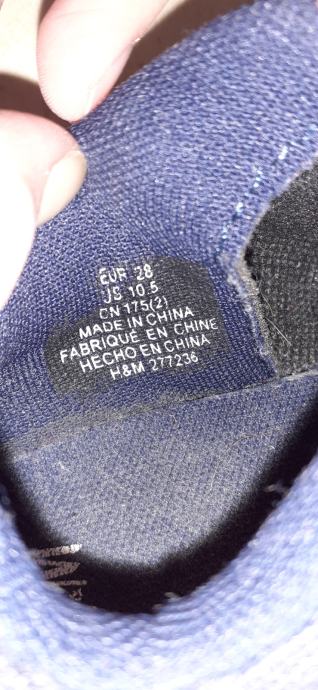 EUR 28
US 10.5
CN 175(2)
MADE IN CHINA
FABRIQUÉ EN CHINE
HECHO EN CHINA
H&M 277236